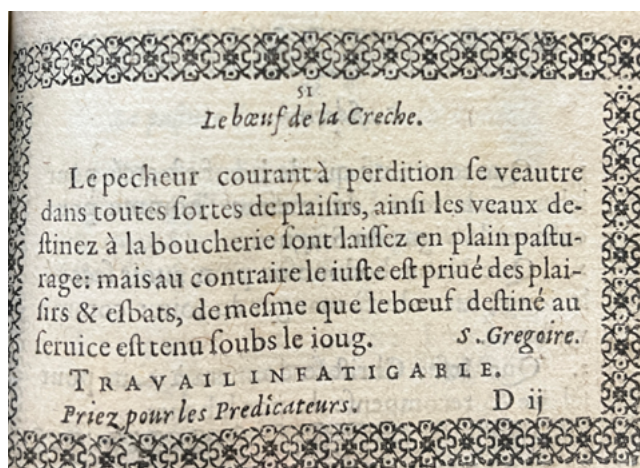 51
Le bœuf de la Creche.
Le pecheur courant à perdition ſe veautre
dans toutes ſortes de plaiſirs, ainſi les veaux de-
ſtinez à la boucherie ſont laiſſez en plain paſtu-
rage: mais au contraire le iuſte eſt priué des plai-
ſirs & eſbats, de meſme que le bœuf deſtiné au
ſeruice eſt tenu ſoubs le ioug. S. Gregoire.
TRAVAIL INFATIGABLE.
Priez pour les Predicateurs. D ij